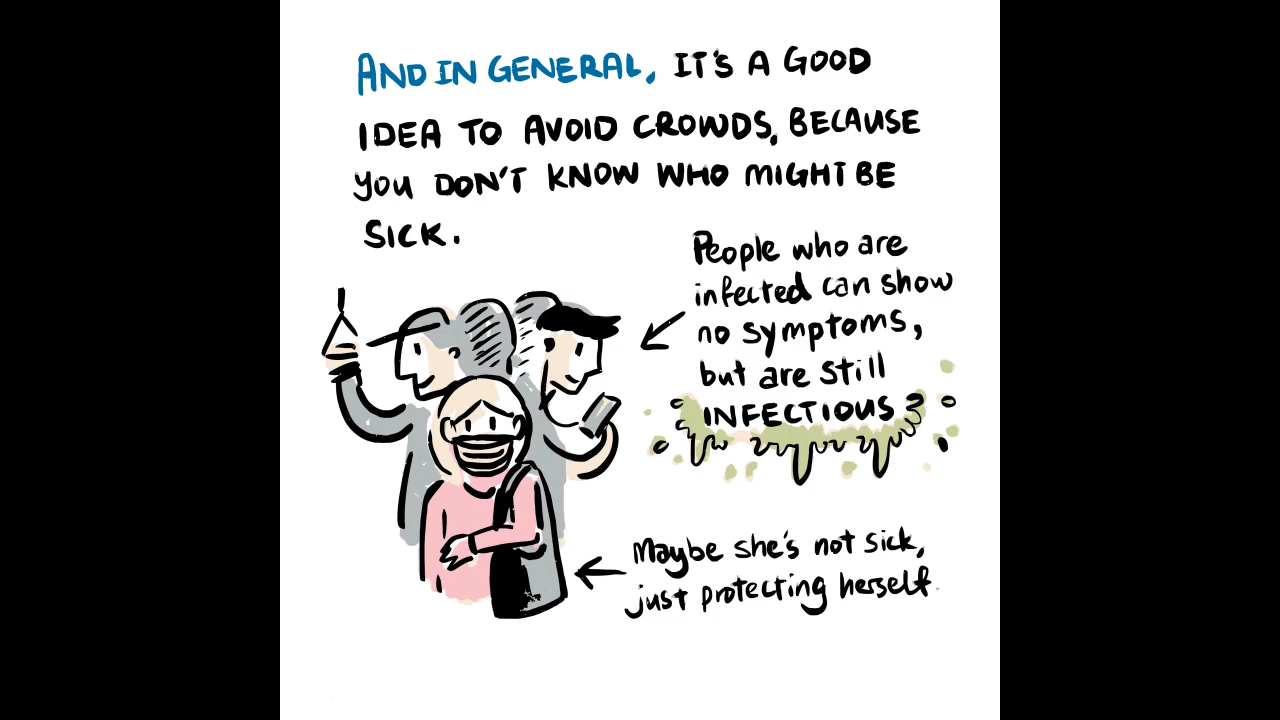 AND IN GENERAL, IT'S A GOOD
IDEA TO AVOID CROWDS, BECAUSE
YOU DON'T KNOW WHO MIGHT BE
SICK.
People who are
infected can show
no symptoms,
but are still
INFECTIOUS
Maybe she's not sick,
just protecting herself.